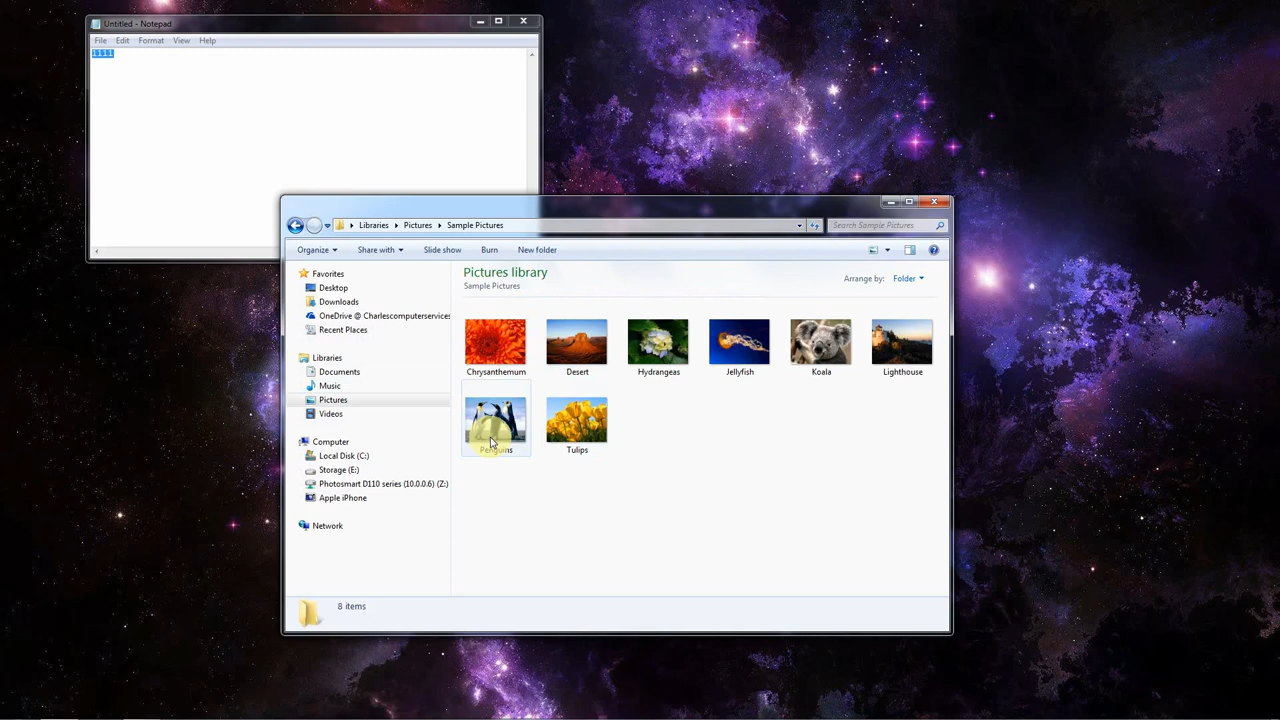 Untitled - Notepad
File Edit Format View Help
1111
Libraries Pictures Sample Pictures
Search Sample Pictures
Organize Share with Slide show Burn New folder
Pictures library
Sample Pictures
Arrange by: Folder
Favorites
Desktop
Downloads
OneDrive @ Charlescomputerservices
Recent Places
Libraries
Documents
Music
Pictures
Videos
Computer
Local Disk (C:)
Storage (E:)
Photosmart D110 series (10.0.0.6) (Z:)
Apple iPhone
Network
Chrysanthemum Desert Hydrangeas Jellyfish Koala Lighthouse
Penguins Tulips
8 items